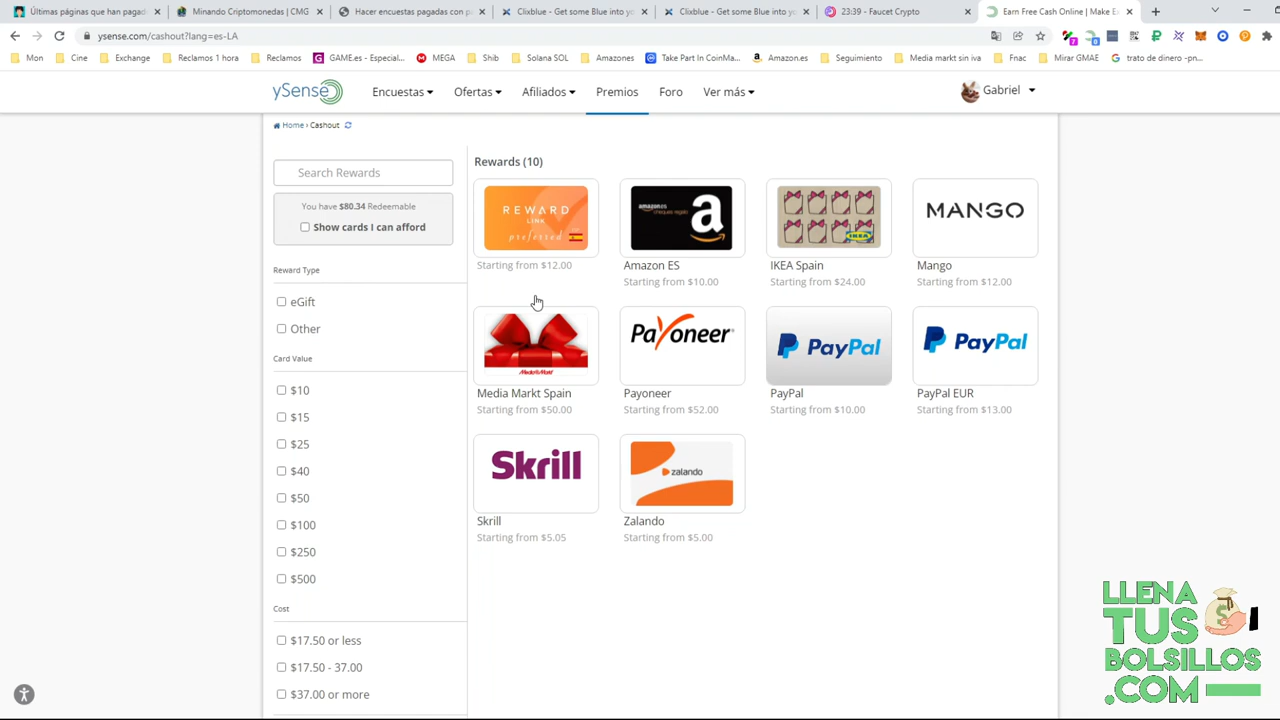 Últimas páginas que han pagad
Minando Criptomonedas | CMG
Hacer encuestas pagadas con p
Clixblue - Get some Blue into yo
Clixblue - Get some Blue into you
23:39 - Faucet Crypto
Earn Free Cash Online | Make E
ysense.com/cashout?lang=es-LA
Mon
Cine
Exchange
Reclamos 1 hora
Reclamos
GAME.es - Especial...
MEGA
Shib
Solana SOL
Amazones
Take Part In CoinMa...
Amazon.es
Seguimiento
Media markt sin iva
Fnac
Mirar GMAE
trato de dinero -pn...
ySense
Encuestas
Ofertas
Afiliados
Premios
Foro
Ver más
Gabriel
Home › Cashout
Search Rewards
You have $80.34 Redeemable
Show cards I can afford
Reward Type
eGift
Other
Card Value
$10
$15
$25
$40
$50
$100
$250
$500
Cost
$17.50 or less
$17.50 - 37.00
$37.00 or more
Rewards (10)
REWARD
LINK
preferred
Starting from $12.00
amazon.es
cheques regalo
Amazon ES
Starting from $10.00
IKEA
IKEA Spain
Starting from $24.00
MANGO
Mango
Starting from $12.00
Media Markt
Media Markt Spain
Starting from $50.00
Payoneer
Payoneer
Starting from $52.00
PayPal
PayPal
Starting from $10.00
PayPal
PayPal EUR
Starting from $13.00
Skrill
Skrill
Starting from $5.05
zalando
Zalando
Starting from $5.00
LLENA
TUS
BOLSILLOS
.COM